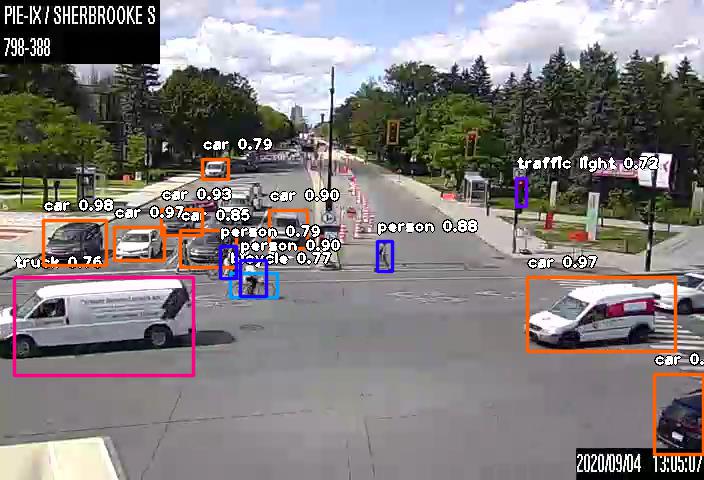 PIE-IX / SHERBROOKE S
798-388
car 0.79
traffic light 0.72
car 0.93
car 0.90
car 0.98
car 0.97
car 0.85
person 0.79
person 0.88
person 0.90
bicycle 0.77
truck 0.76
car 0.97
car 0.
2020/09/04 13:05:07